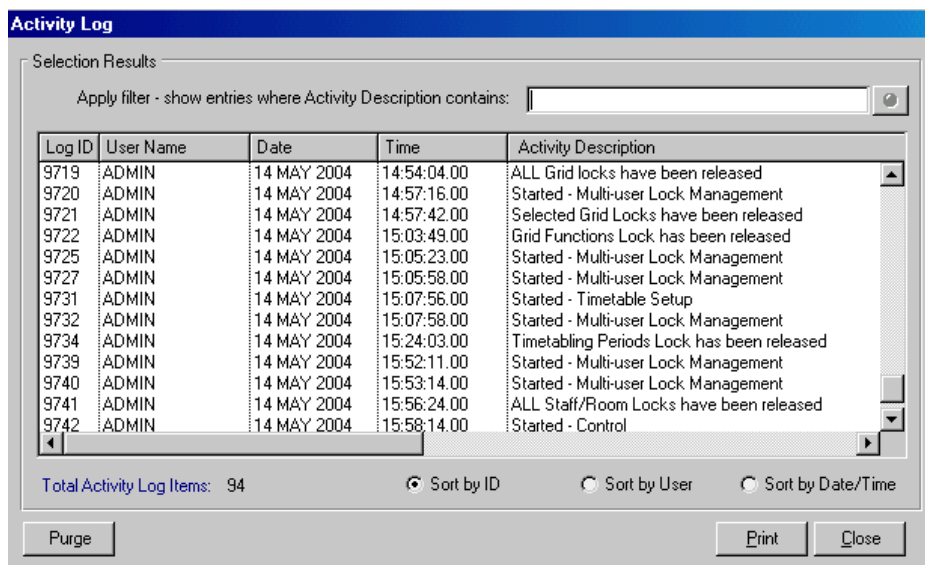 Activity Log
Selection Results
Apply filter - show entries where Activity Description contains:
Log ID User Name Date Time Activity Description
9719 ADMIN 14 MAY 2004 14:54:04.00 ALL Grid locks have been released
9720 ADMIN 14 MAY 2004 14:57:16.00 Started - Multi-user Lock Management
9721 ADMIN 14 MAY 2004 14:57:42.00 Selected Grid Locks have been released
9722 ADMIN 14 MAY 2004 15:03:49.00 Grid Functions Lock has been released
9725 ADMIN 14 MAY 2004 15:05:23.00 Started - Multi-user Lock Management
9727 ADMIN 14 MAY 2004 15:05:58.00 Started - Multi-user Lock Management
9731 ADMIN 14 MAY 2004 15:07:56.00 Started - Timetable Setup
9732 ADMIN 14 MAY 2004 15:07:58.00 Started - Multi-user Lock Management
9734 ADMIN 14 MAY 2004 15:24:03.00 Timetabling Periods Lock has been released
9739 ADMIN 14 MAY 2004 15:52:11.00 Started - Multi-user Lock Management
9740 ADMIN 14 MAY 2004 15:53:14.00 Started - Multi-user Lock Management
9741 ADMIN 14 MAY 2004 15:56:24.00 ALL Staff/Room Locks have been released
9742 ADMIN 14 MAY 2004 15:58:14.00 Started - Control
Total Activity Log Items: 94 Sort by ID Sort by User Sort by Date/Time
Purge Print Close